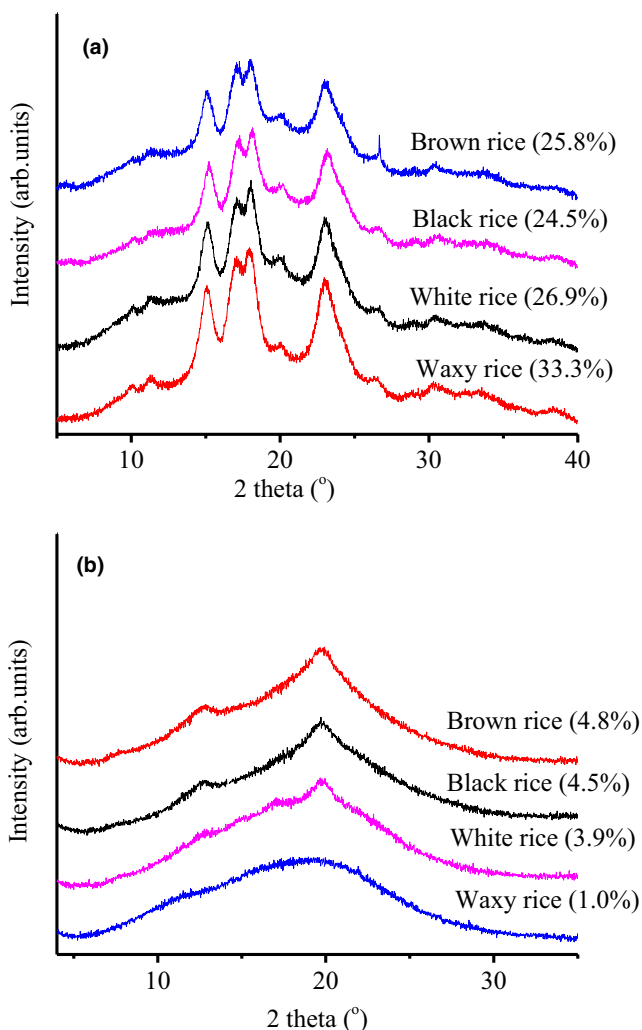 (a)
Intensity (arb.units)
Brown rice (25.8%)
Black rice (24.5%)
White rice (26.9%)
Waxy rice (33.3%)
10 20 30 40
2 theta (°)
(b)
Intensity (arb.units)
Brown rice (4.8%)
Black rice (4.5%)
White rice (3.9%)
Waxy rice (1.0%)
10 20 30
2 theta (°)